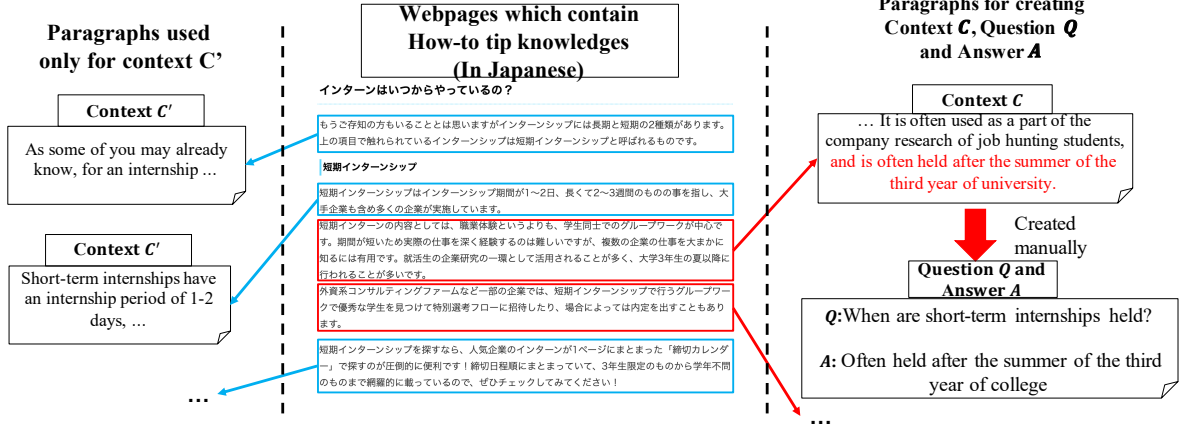 Paragraphs used
only for context C’
Context C′
As some of you may already
know, for an internship ...
Context C′
Short-term internships have
an internship period of 1-2
days, ...
...
Webpages which contain
How-to tip knowledges
(In Japanese)
インターンはいつからやっているの？
もうご存知の方もいることとは思いますがインターンシップには長期と短期の2種類があります。
上の項目で触れられているインターンシップは短期インターンシップと呼ばれるものです。
短期インターンシップ
短期インターンシップはインターンシップ期間が1〜2日、長くて2〜3週間のものの事を指し、大
手企業も含め多くの企業が実施しています。
短期インターンの内容としては、職業体験というよりも、学生同士でのグループワークが中心で
す。期間が短いため実際の仕事を深く経験するのは難しいですが、複数の企業の仕事を大まかに
知るには有用です。就活生の企業研究の一環として活用されることが多く、大学3年生の夏以降に
行われることが多いです。
外資系コンサルティングファームなど一部の企業では、短期インターンシップで行うグループワー
クで優秀な学生を見つけて特別選考フローに招待したり、場合によっては内定を出すこともあり
ます。
短期インターンシップを探すなら、人気企業のインターンが1ページにまとまった「締切カレンダ
ー」で探すのが圧倒的に便利です！締切日程順にまとまっていて、3年生限定のものから学年不問
のものまで網羅的に載っているので、ぜひチェックしてみてください！
Paragraphs for creating
Context C, Question Q
and Answer A
Context C
... It is often used as a part of the
company research of job hunting students,
and is often held after the summer of the
third year of university.
Created
manually
Question Q and
Answer A
Q:When are short-term internships held?
A: Often held after the summer of the third
year of college
...